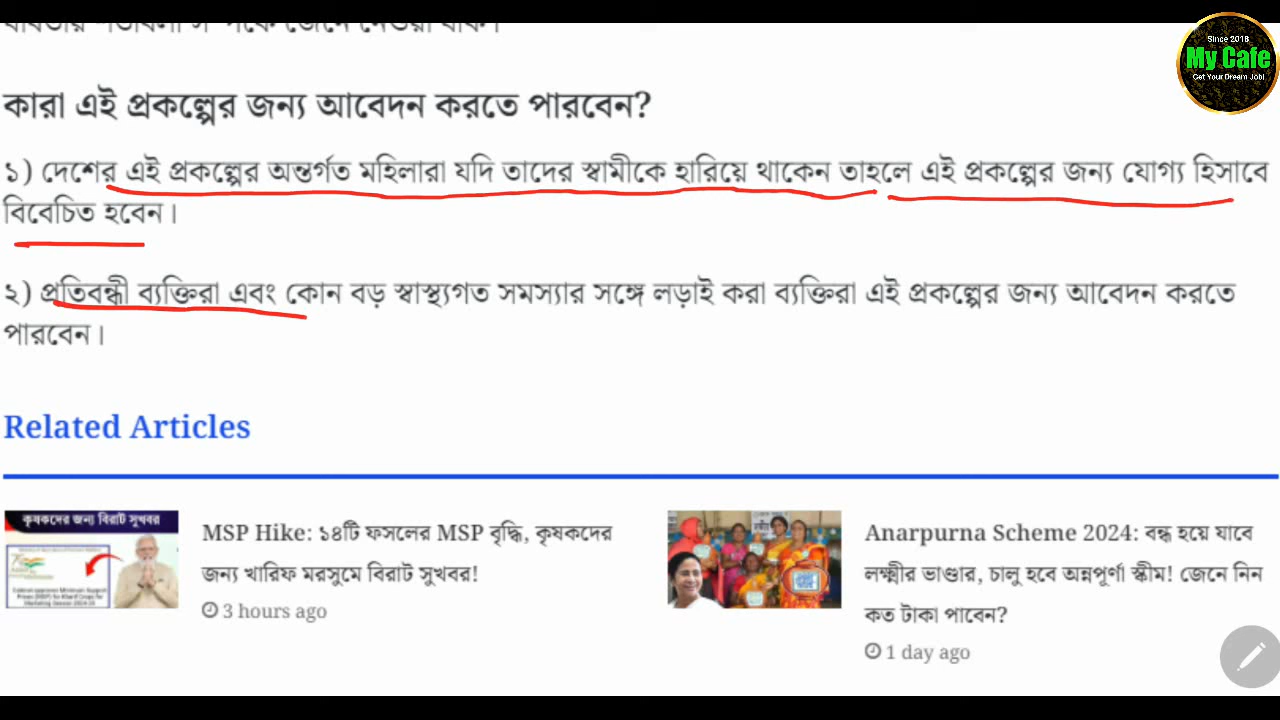 Since 2018
My Cafe
Get Your Dream Job!
কারা এই প্রকল্পের জন্য আবেদন করতে পারবেন?
১) দেশের এই প্রকল্পের অন্তর্গত মহিলারা যদি তাদের স্বামীকে হারিয়ে থাকেন তাহলে এই প্রকল্পের জন্য যোগ্য হিসাবে
বিবেচিত হবেন।
২) প্রতিবন্ধী ব্যক্তিরা এবং কোন বড় স্বাস্থ্যগত সমস্যার সঙ্গে লড়াই করা ব্যক্তিরা এই প্রকল্পের জন্য আবেদন করতে
পারবেন।
Related Articles
কৃষকদের জন্য বিরাট সুখবর
MSP Hike: ১৪টি ফসলের MSP বৃদ্ধি, কৃষকদের
জন্য খারিফ মরসুমে বিরাট সুখবর!
3 hours ago
Anarpurna Scheme 2024: বন্ধ হয়ে যাবে
লক্ষ্মীর ভাণ্ডার, চালু হবে অন্নপূর্ণা স্কীম! জেনে নিন
কত টাকা পাবেন?
1 day ago